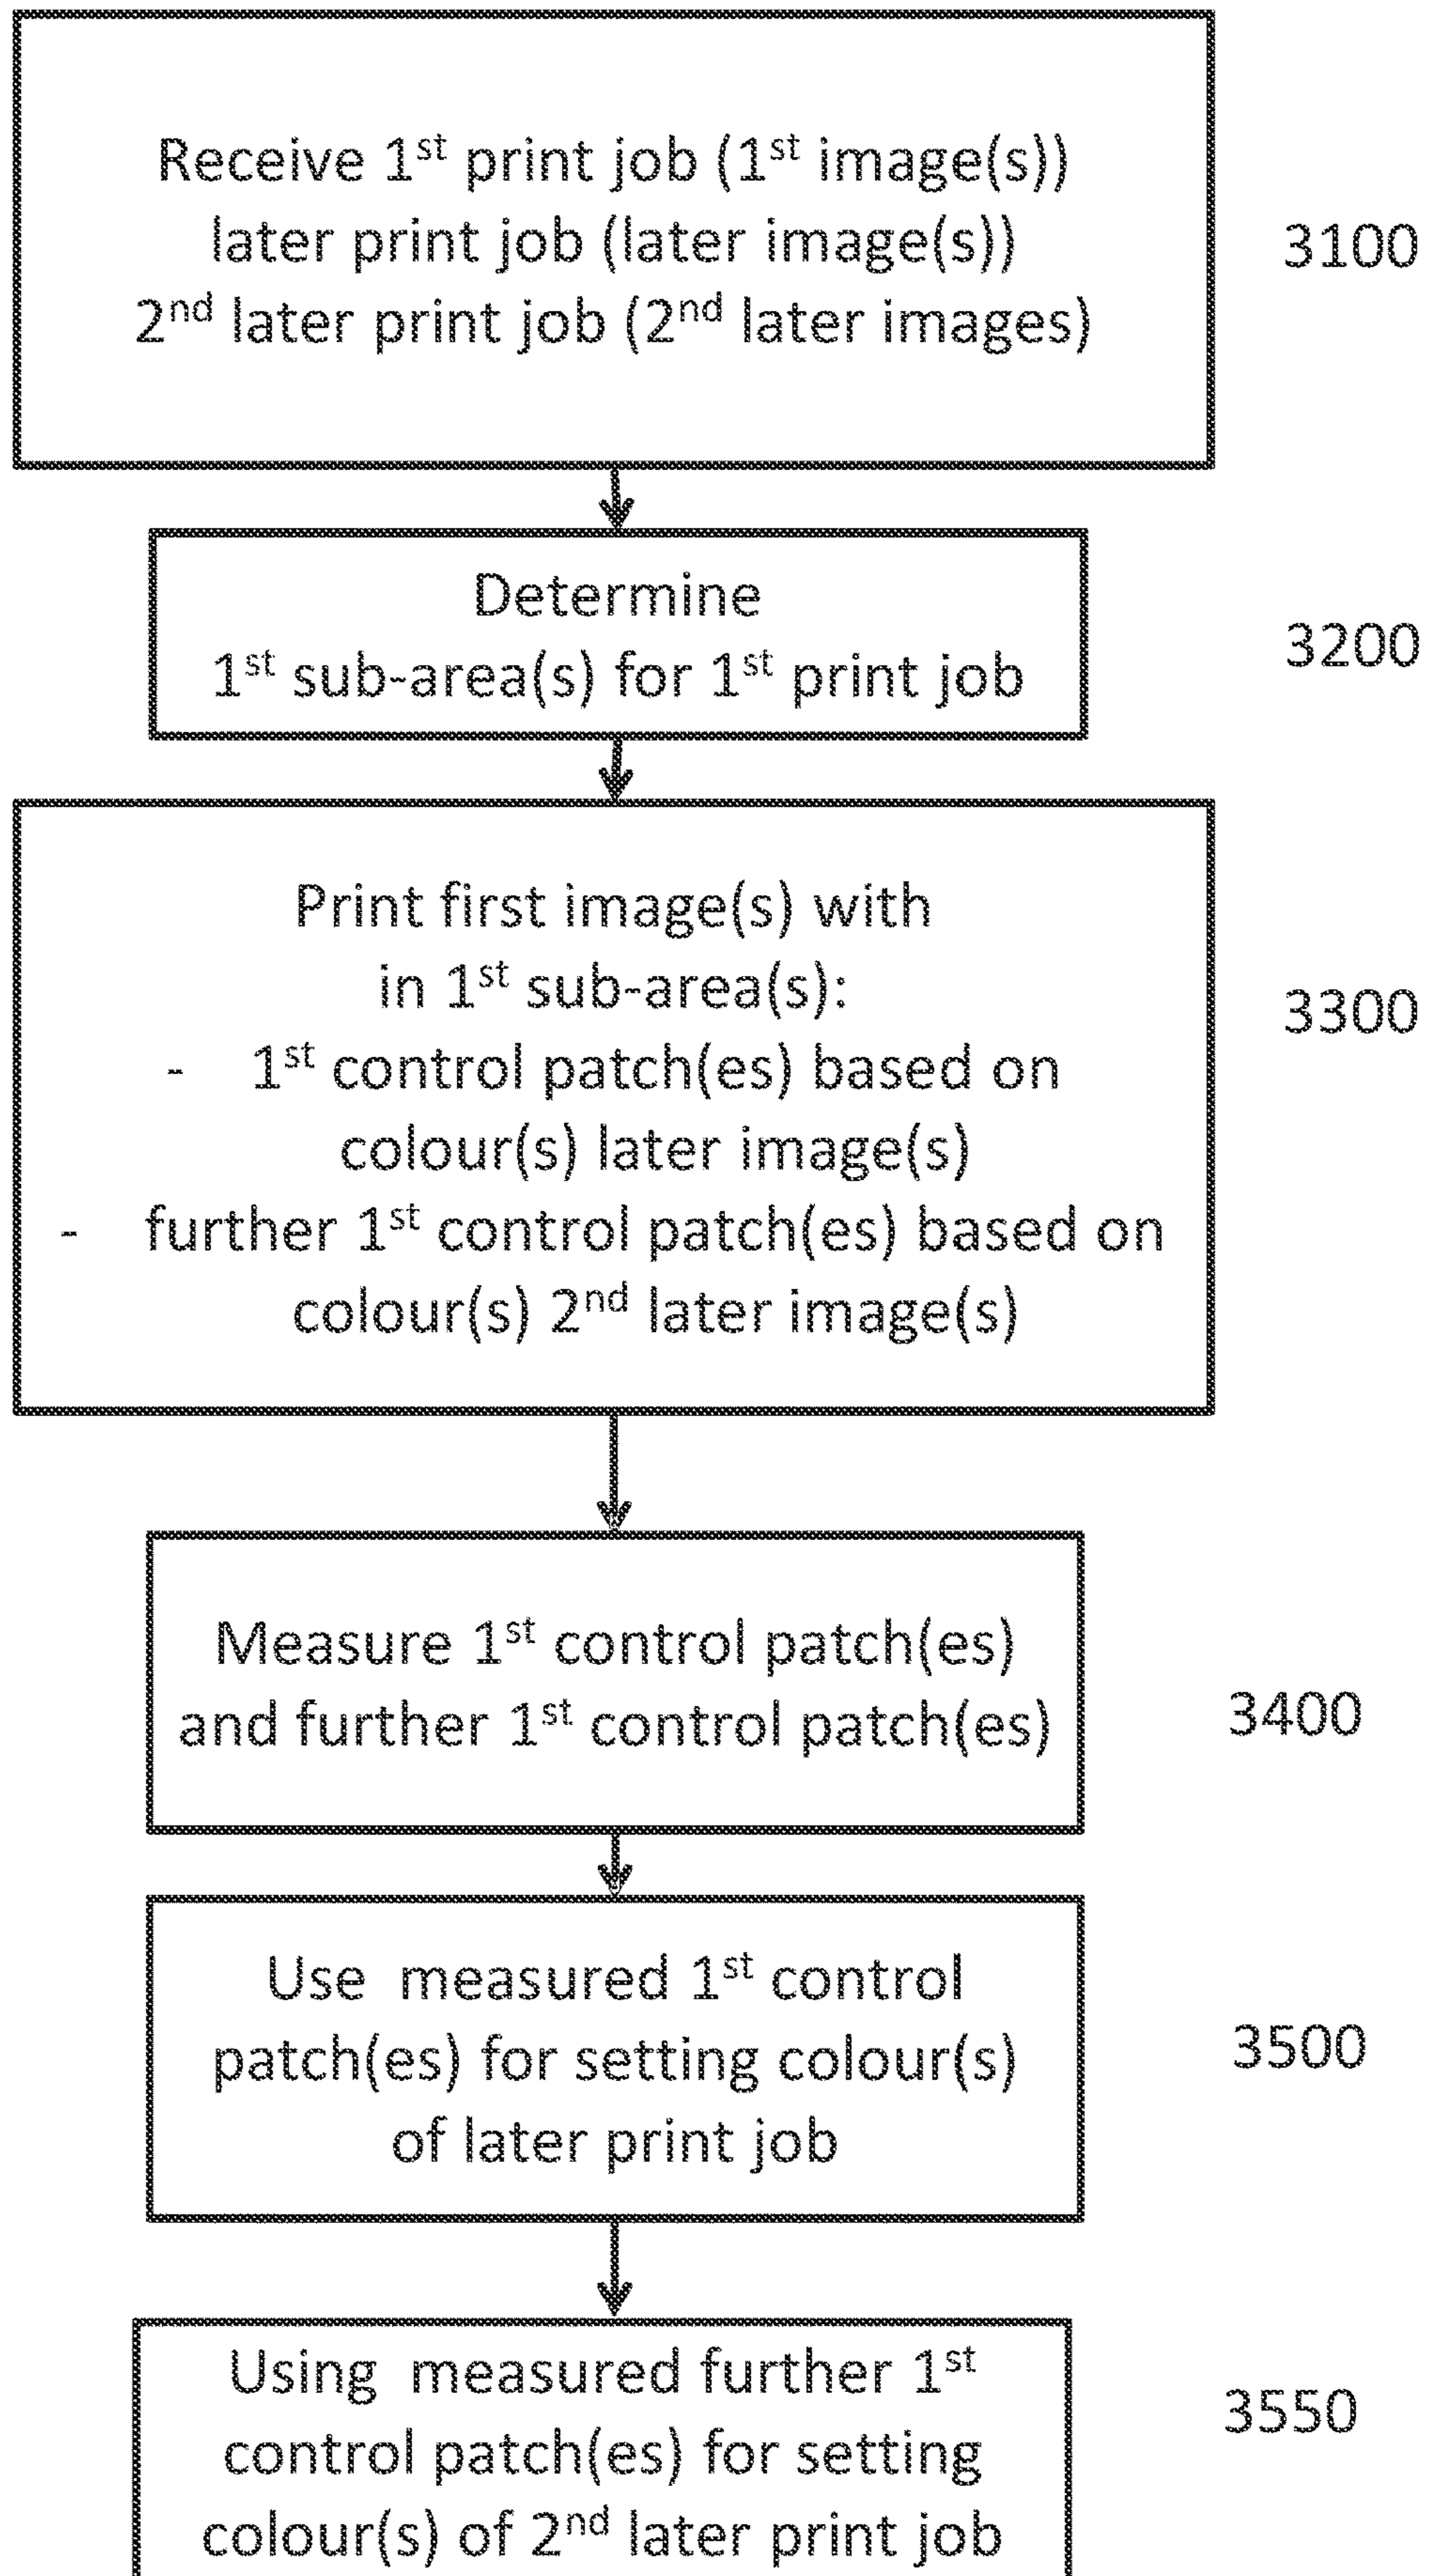 Receive 1st print job (1st image(s))
later print job (later image(s))
2nd later print job (2nd later images)
3100
Determine
1st sub-area(s) for 1st print job
3200
Print first image(s) with
in 1st sub-area(s):
- 1st control patch(es) based on
colour(s) later image(s)
- further 1st control patch(es) based on
colour(s) 2nd later image(s)
3300
Measure 1st control patch(es)
and further 1st control patch(es)
3400
Use measured 1st control
patch(es) for setting colour(s)
of later print job
3500
Using measured further 1st
control patch(es) for setting
colour(s) of 2nd later print job
3550